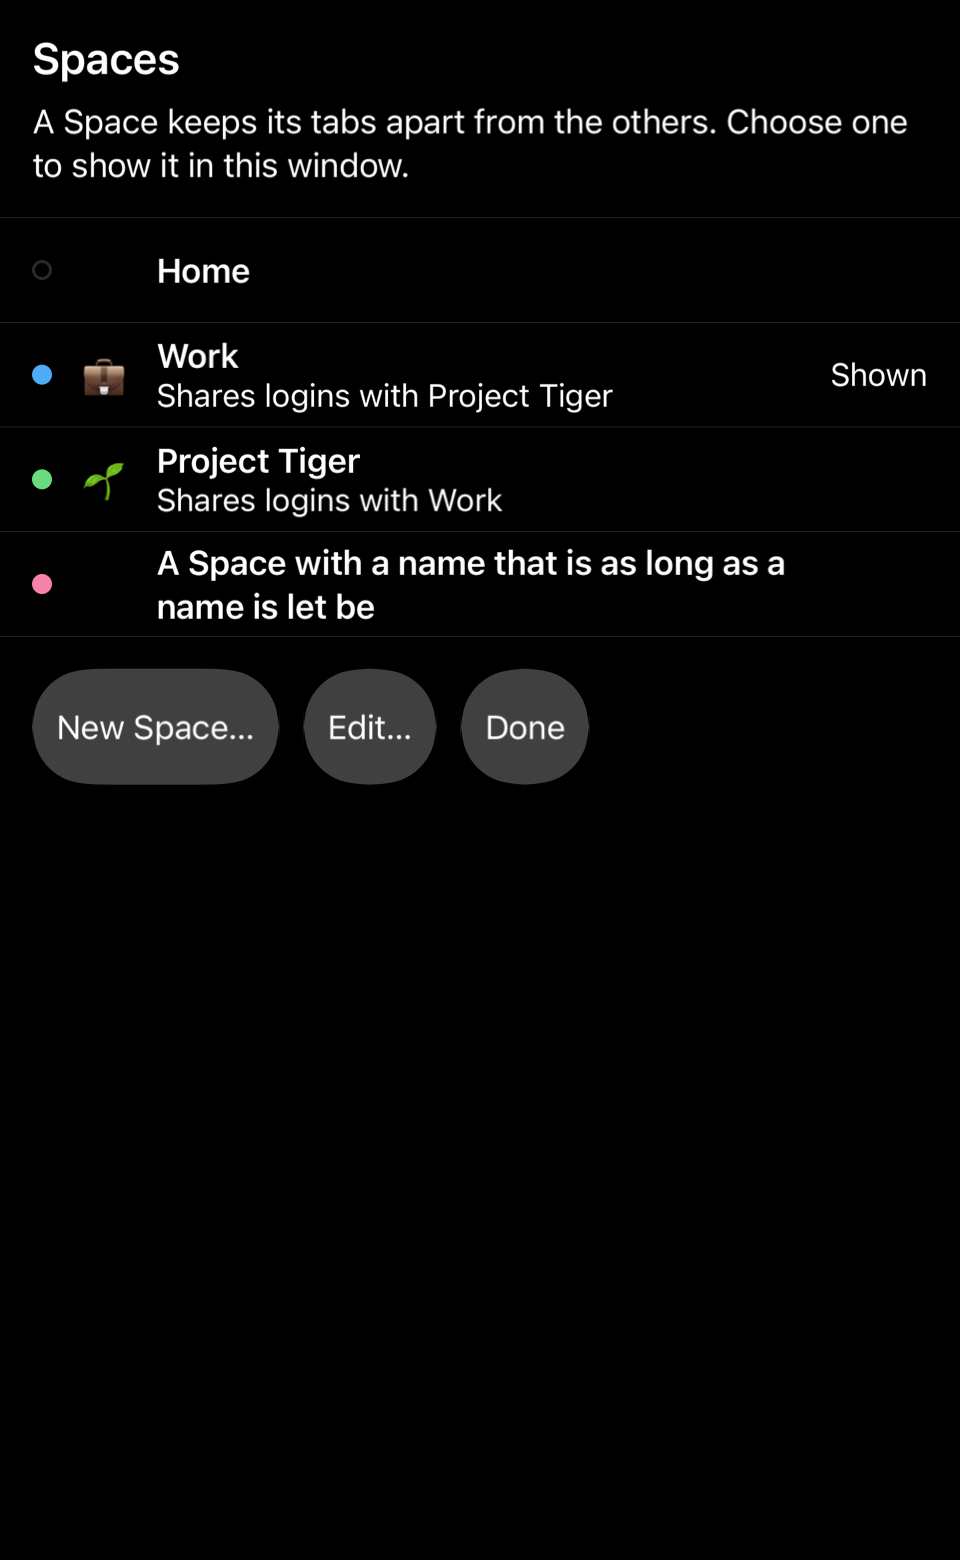 Spaces
A Space keeps its tabs apart from the others. Choose one
to show it in this window.
Home
Work
Shares logins with Project Tiger
Shown
Project Tiger
Shares logins with Work
A Space with a name that is as long as a
name is let be
New Space...
Edit...
Done